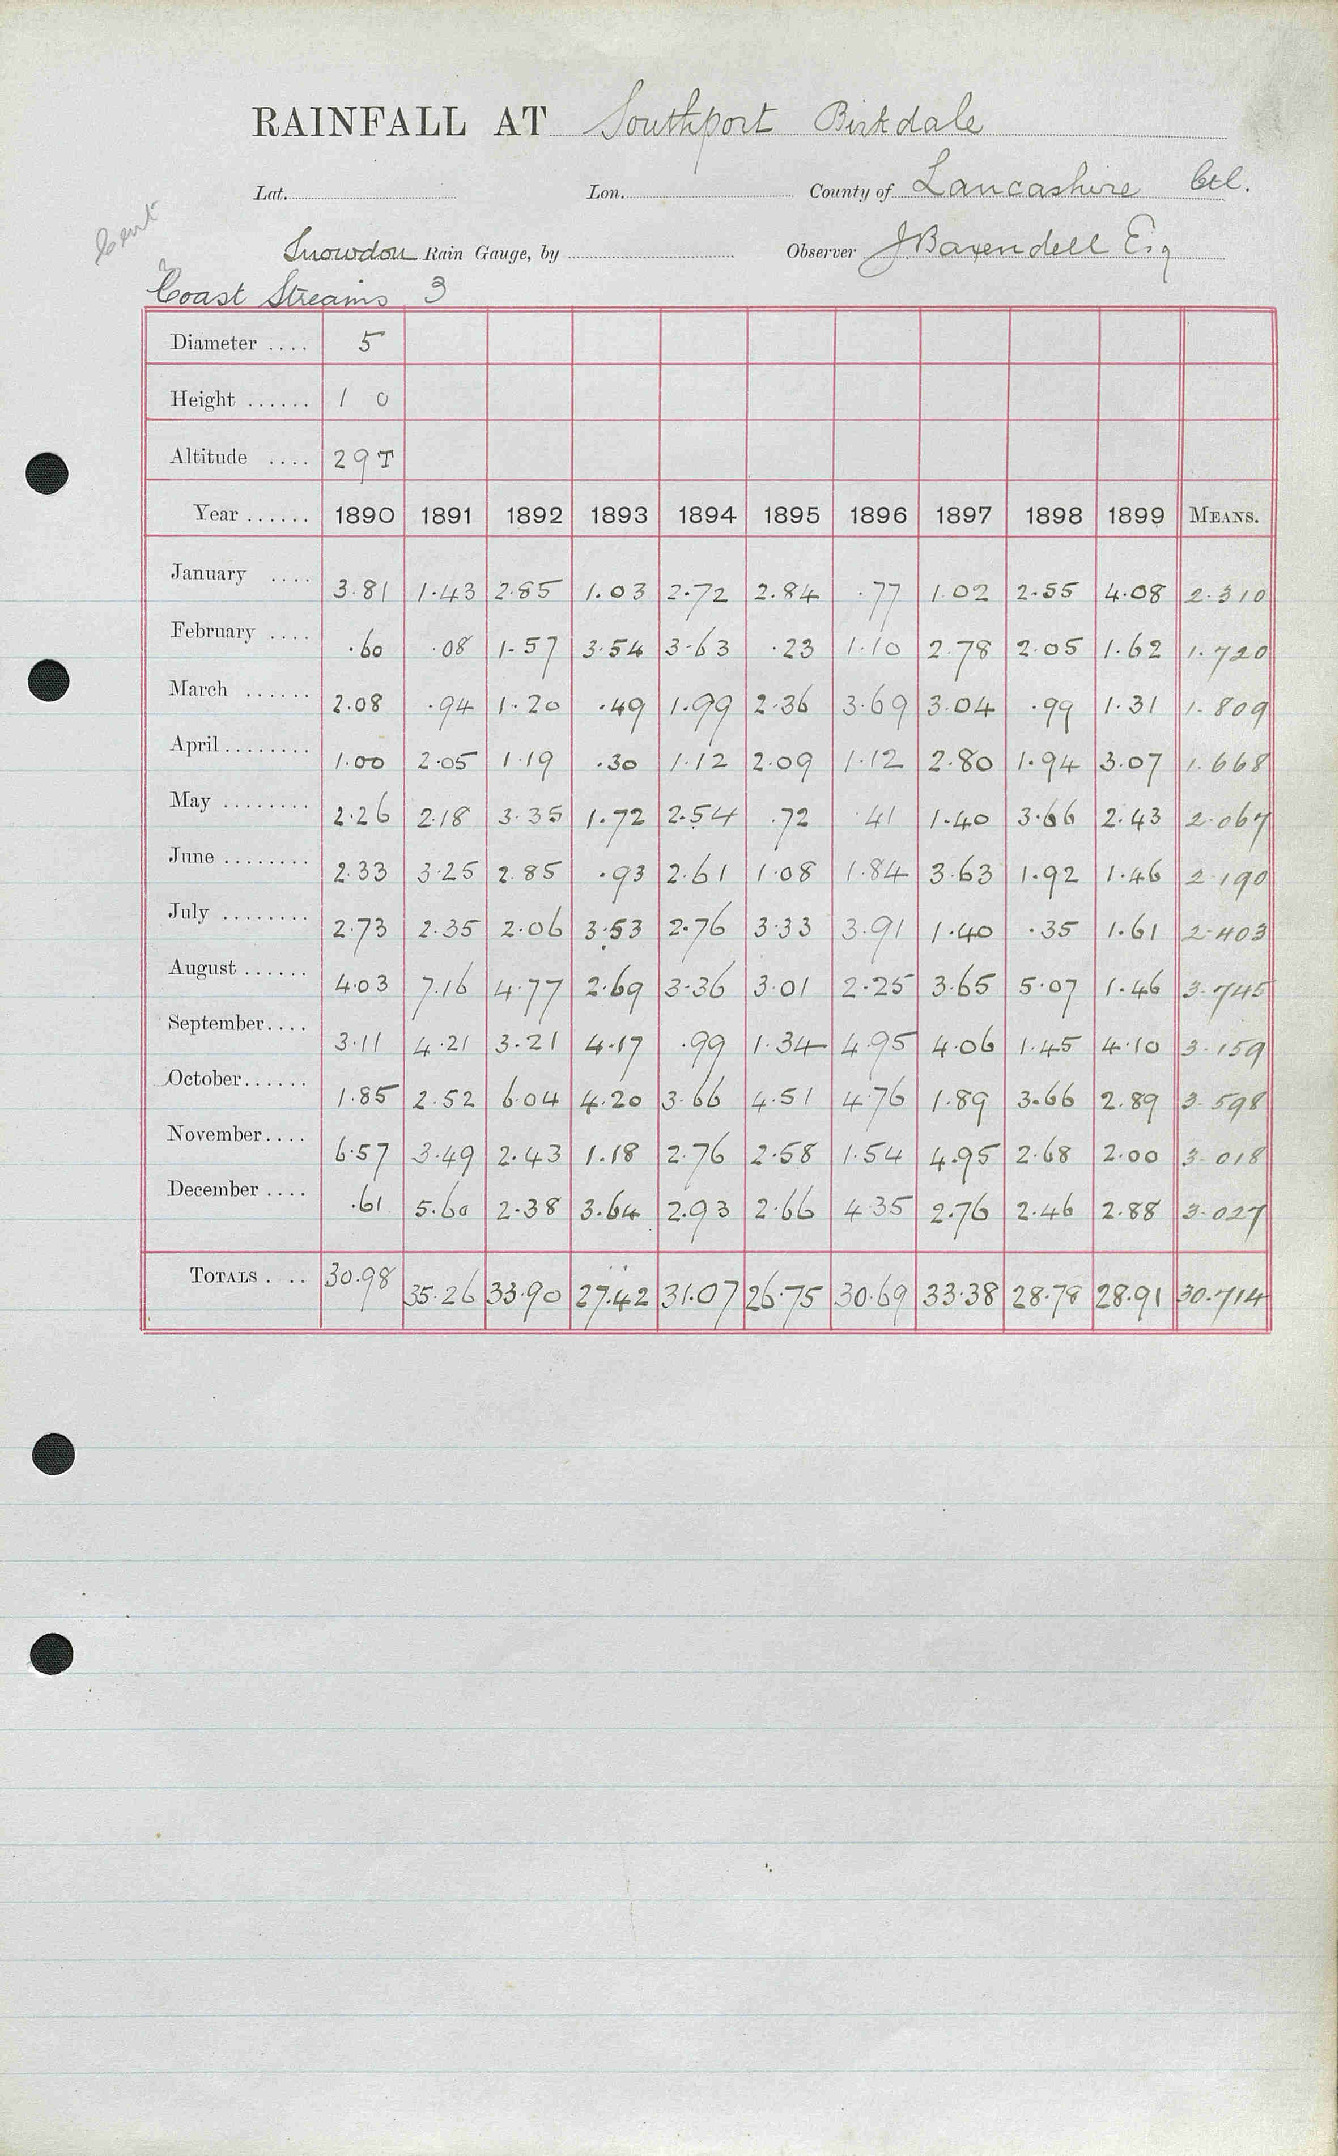 RAINFALL AT Southport Birkdale
Lat. Lon. County of Lancashire Ctl.
Cent
Snowdon Rain Gauge, by Observer J Baxendell Esq
Coast Streams 3
Diameter .... 5
Height ...... 1 0
Altitude .... 29T
Year ...... 1890 1891 1892 1893 1894 1895 1896 1897 1898 1899 MEANS.
January .... 3.81 1.43 2.85 1.03 2.72 2.84 .77 1.02 2.55 4.08 2.310
February .... .60 .08 1.57 3.54 3.63 .23 1.10 2.78 2.05 1.62 1.720
March ...... 2.08 .94 1.20 .49 1.99 2.36 3.69 3.04 .99 1.31 1.809
April ........ 1.00 2.05 1.19 .30 1.12 2.09 1.12 2.80 1.94 3.07 1.668
May ........ 2.26 2.18 3.35 1.72 2.54 .72 .41 1.40 3.66 2.43 2.067
June ........ 2.33 3.25 2.85 .93 2.61 1.08 1.84 3.63 1.92 1.46 2.190
July ........ 2.73 2.35 2.06 3.53 2.76 3.33 3.91 1.40 .35 1.61 2.403
August ...... 4.03 7.16 4.77 2.69 3.36 3.01 2.25 3.65 5.07 1.46 3.745
September.... 3.11 4.21 3.21 4.17 .99 1.34 4.95 4.06 1.45 4.10 3.159
October...... 1.85 2.52 6.04 4.20 3.66 4.51 4.76 1.89 3.66 2.89 3.598
November.... 6.57 3.49 2.43 1.18 2.76 2.58 1.54 4.95 2.68 2.00 3.018
December .... .61 5.60 2.38 3.64 2.93 2.66 4.35 2.76 2.46 2.88 3.027
TOTALS . .. 30.98 35.26 33.90 27.42 31.07 26.75 30.69 33.38 28.78 28.91 30.714